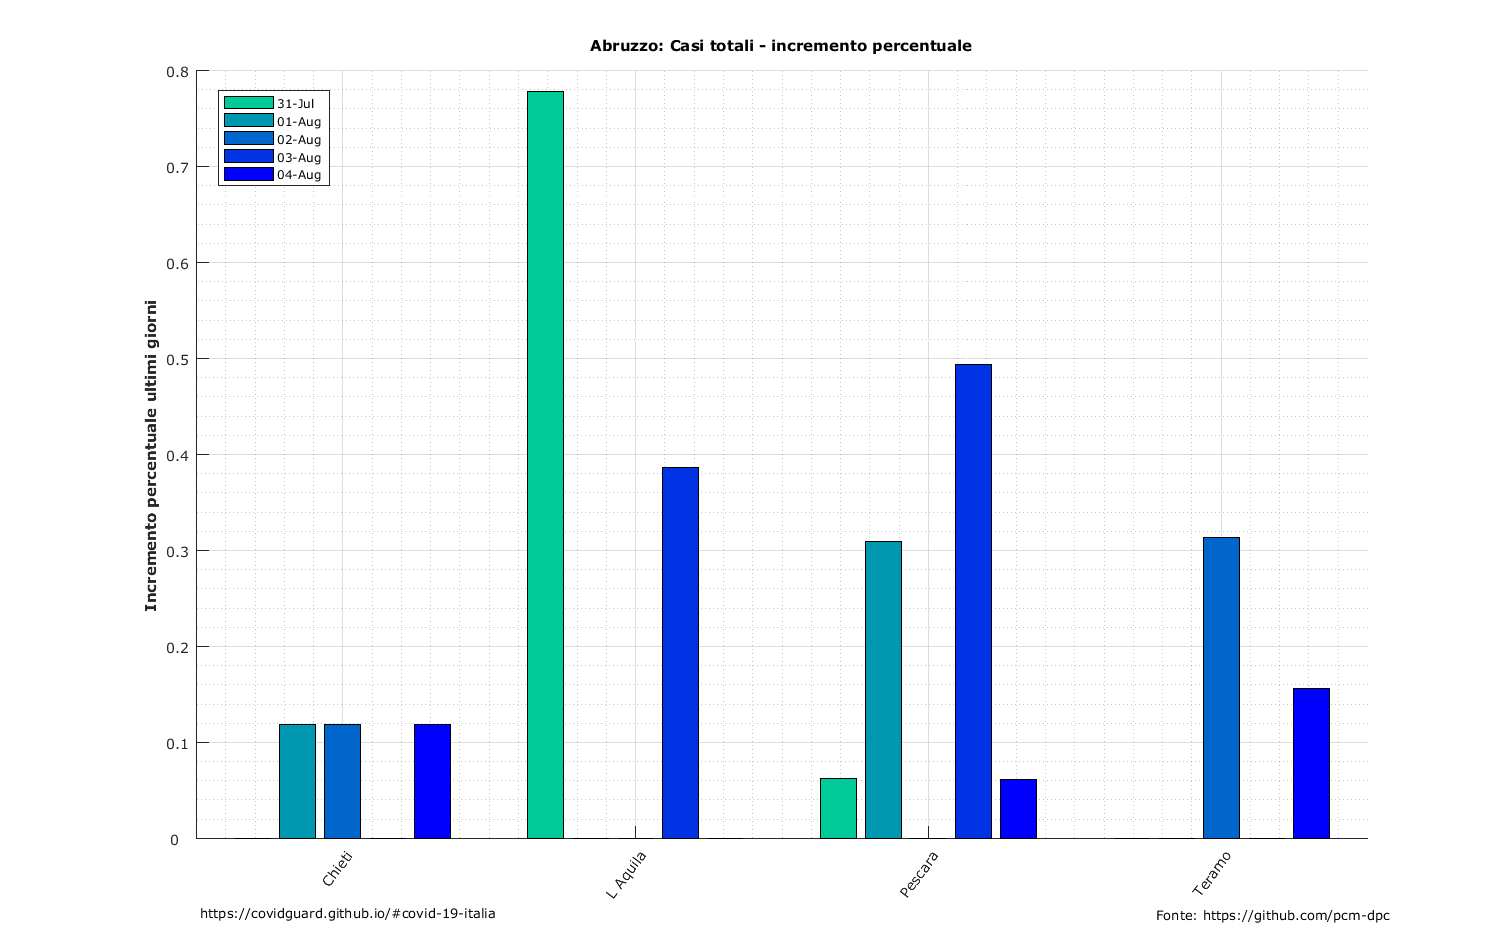 Abruzzo: Casi totali - incremento percentuale
0.8
0.7
0.6
0.5
0.4
0.3
0.2
0.1
0
Incremento percentuale ultimi giorni
31-Jul
01-Aug
02-Aug
03-Aug
04-Aug
Chieti
L Aquila
Pescara
Teramo
https://covidguard.github.io/#covid-19-italia
Fonte: https://github.com/pcm-dpc